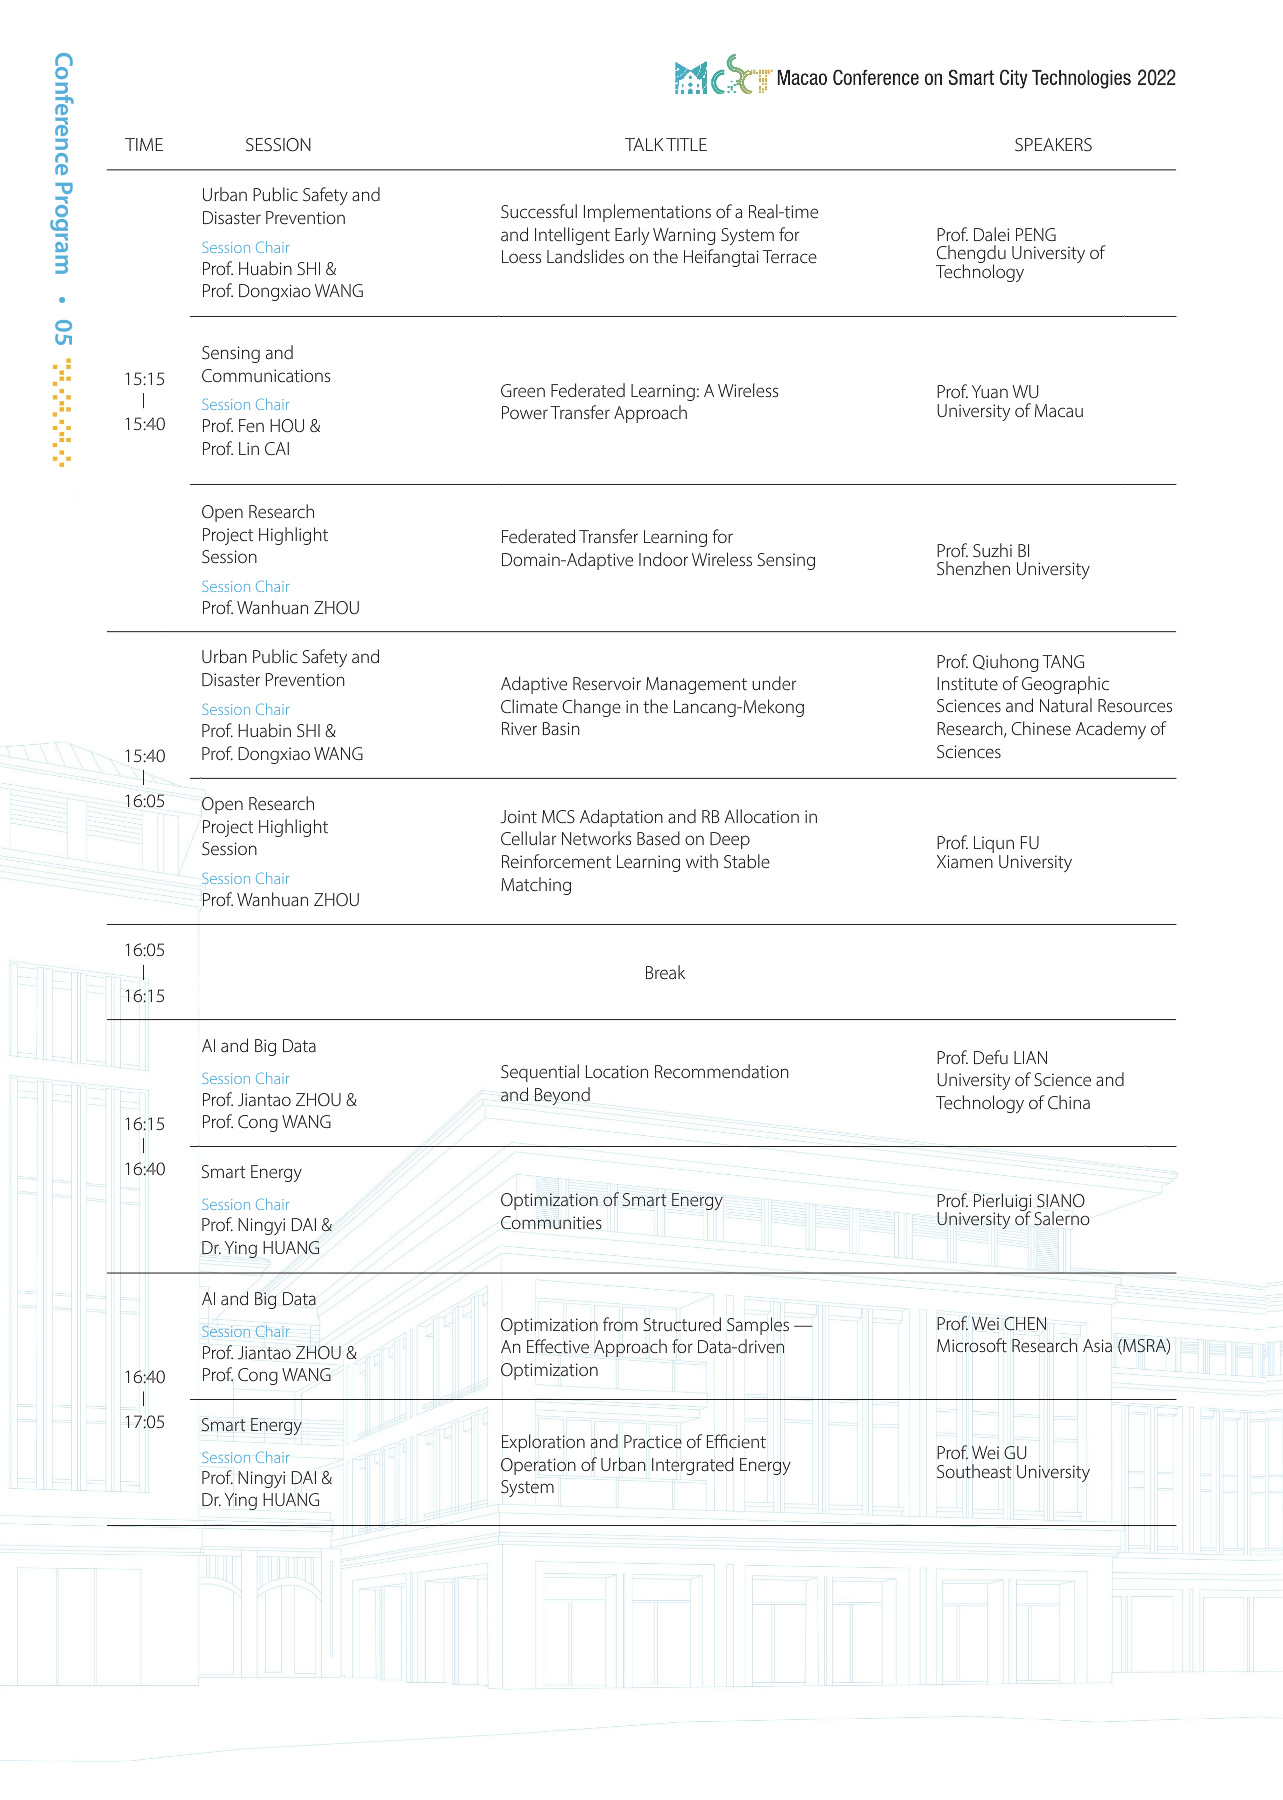 Conference Program • 05
MCSCT Macao Conference on Smart City Technologies 2022
TIME
SESSION
TALK TITLE
SPEAKERS
15:15
|
15:40
Urban Public Safety and
Disaster Prevention
Session Chair
Prof. Huabin SHI &
Prof. Dongxiao WANG
Successful Implementations of a Real-time
and Intelligent Early Warning System for
Loess Landslides on the Heifangtai Terrace
Prof. Dalei PENG
Chengdu University of
Technology
Sensing and
Communications
Session Chair
Prof. Fen HOU &
Prof. Lin CAI
Green Federated Learning: A Wireless
Power Transfer Approach
Prof. Yuan WU
University of Macau
Open Research
Project Highlight
Session
Session Chair
Prof. Wanhuan ZHOU
Federated Transfer Learning for
Domain-Adaptive Indoor Wireless Sensing
Prof. Suzhi BI
Shenzhen University
15:40
|
16:05
Urban Public Safety and
Disaster Prevention
Session Chair
Prof. Huabin SHI &
Prof. Dongxiao WANG
Adaptive Reservoir Management under
Climate Change in the Lancang-Mekong
River Basin
Prof. Qiuhong TANG
Institute of Geographic
Sciences and Natural Resources
Research, Chinese Academy of
Sciences
Open Research
Project Highlight
Session
Session Chair
Prof. Wanhuan ZHOU
Joint MCS Adaptation and RB Allocation in
Cellular Networks Based on Deep
Reinforcement Learning with Stable
Matching
Prof. Liqun FU
Xiamen University
16:05
|
16:15
Break
16:15
|
16:40
AI and Big Data
Session Chair
Prof. Jiantao ZHOU &
Prof. Cong WANG
Sequential Location Recommendation
and Beyond
Prof. Defu LIAN
University of Science and
Technology of China
Smart Energy
Session Chair
Prof. Ningyi DAI &
Dr. Ying HUANG
Optimization of Smart Energy
Communities
Prof. Pierluigi SIANO
University of Salerno
16:40
|
17:05
AI and Big Data
Session Chair
Prof. Jiantao ZHOU &
Prof. Cong WANG
Optimization from Structured Samples —
An Effective Approach for Data-driven
Optimization
Prof. Wei CHEN
Microsoft Research Asia (MSRA)
Smart Energy
Session Chair
Prof. Ningyi DAI &
Dr. Ying HUANG
Exploration and Practice of Efficient
Operation of Urban Intergrated Energy
System
Prof. Wei GU
Southeast University